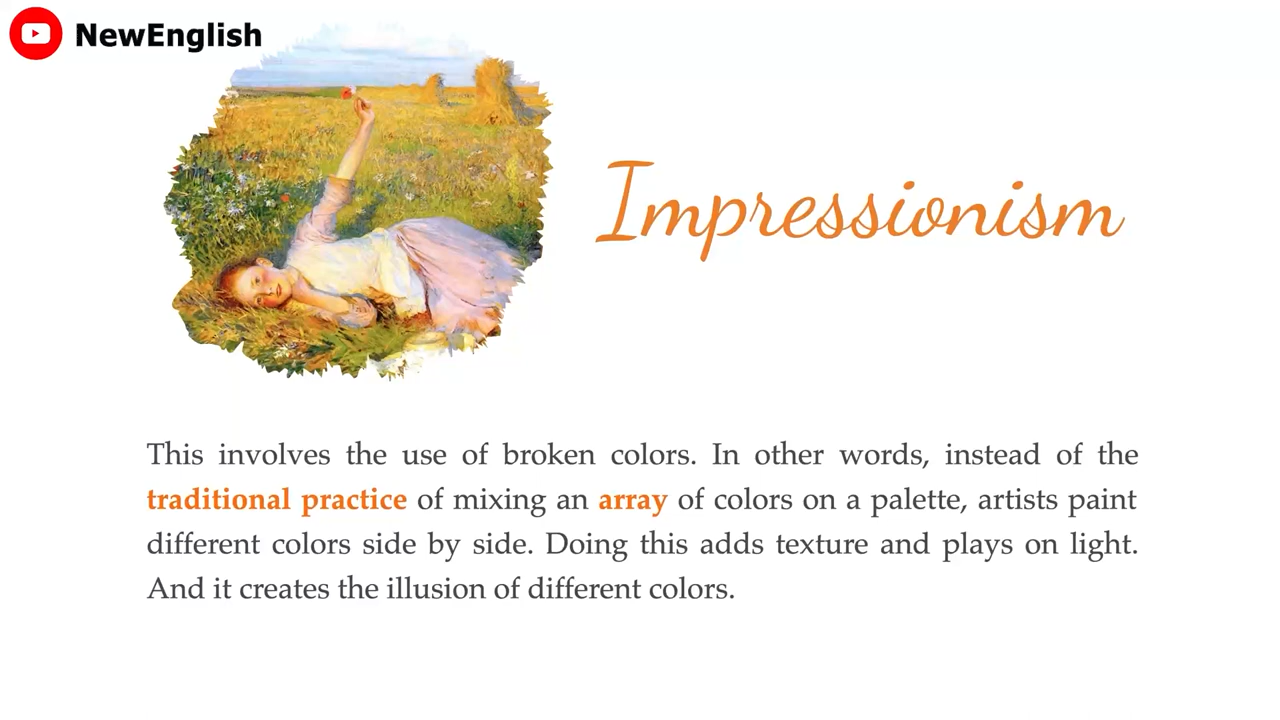 NewEnglish
Impressionism
This involves the use of broken colors. In other words, instead of the
traditional practice of mixing an array of colors on a palette, artists paint
different colors side by side. Doing this adds texture and plays on light.
And it creates the illusion of different colors.